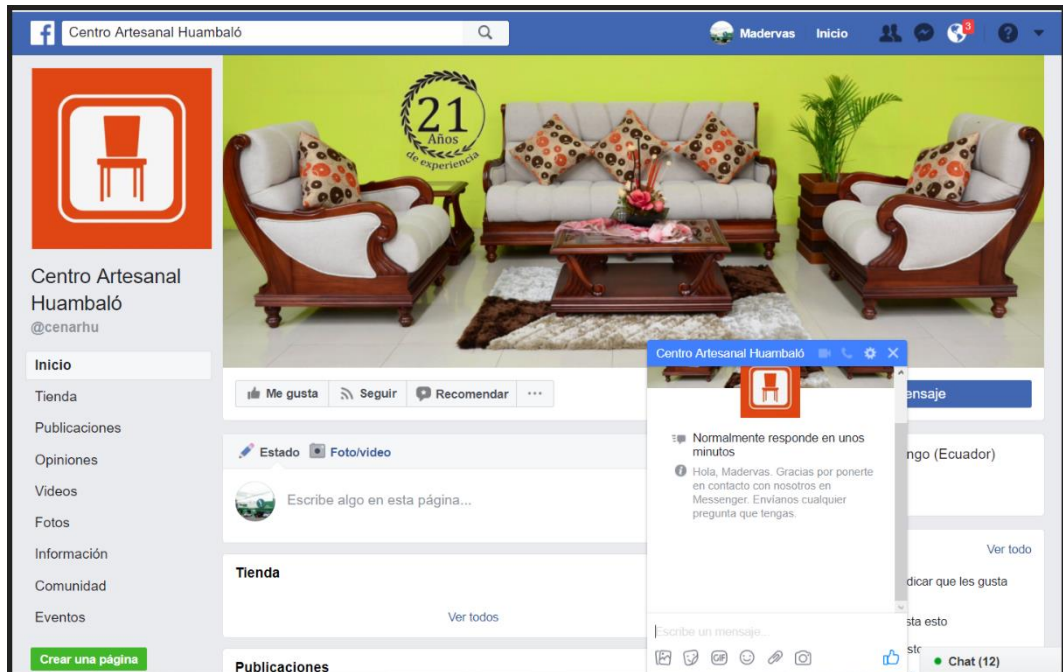 Centro Artesanal Huambaló
Madervas
Inicio
3
21
Años
de experiencia
Centro Artesanal
Huambaló
@cenarhu
Inicio
Tienda
Publicaciones
Opiniones
Videos
Fotos
Información
Comunidad
Eventos
Crear una página
Me gusta
Seguir
Recomendar
Estado
Foto/video
Escribe algo en esta página...
Tienda
Ver todos
Publicaciones
Centro Artesanal Huambaló
Normalmente responde en unos
minutos
Hola, Madervas. Gracias por ponerte
en contacto con nosotros en
Messenger. Envíanos cualquier
pregunta que tengas.
Escribe un mensaje...
GIF
ensaje
ngo (Ecuador)
Ver todo
dicar que les gusta
sta esto
Chat (12)